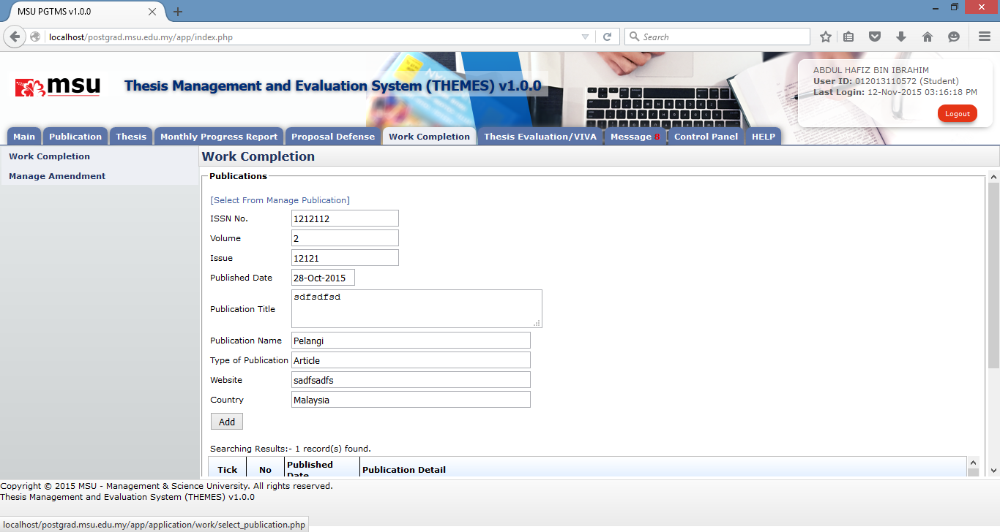 MSU PGTMS v1.0.0
localhost/postgrad.msu.edu.my/app/index.php
Search
msu
Thesis Management and Evaluation System (THEMES) v1.0.0
ABDUL HAFIZ BIN IBRAHIM
User ID: 012013110572 (Student)
Last Login: 12-Nov-2015 03:16:18 PM
Logout
Main Publication Thesis Monthly Progress Report Proposal Defense Work Completion Thesis Evaluation/VIVA Message 8 Control Panel HELP
Work Completion
Manage Amendment
Work Completion
Publications
[Select From Manage Publication]
ISSN No. 1212112
Volume 2
Issue 12121
Published Date 28-Oct-2015
Publication Title sdfsdfsd
Publication Name Pelangi
Type of Publication Article
Website sadfsadfs
Country Malaysia
Add
Searching Results:- 1 record(s) found.
Tick No Published Date Publication Detail
Copyright © 2015 MSU - Management & Science University. All rights reserved.
Thesis Management and Evaluation System (THEMES) v1.0.0
localhost/postgrad.msu.edu.my/app/application/work/select_publication.php